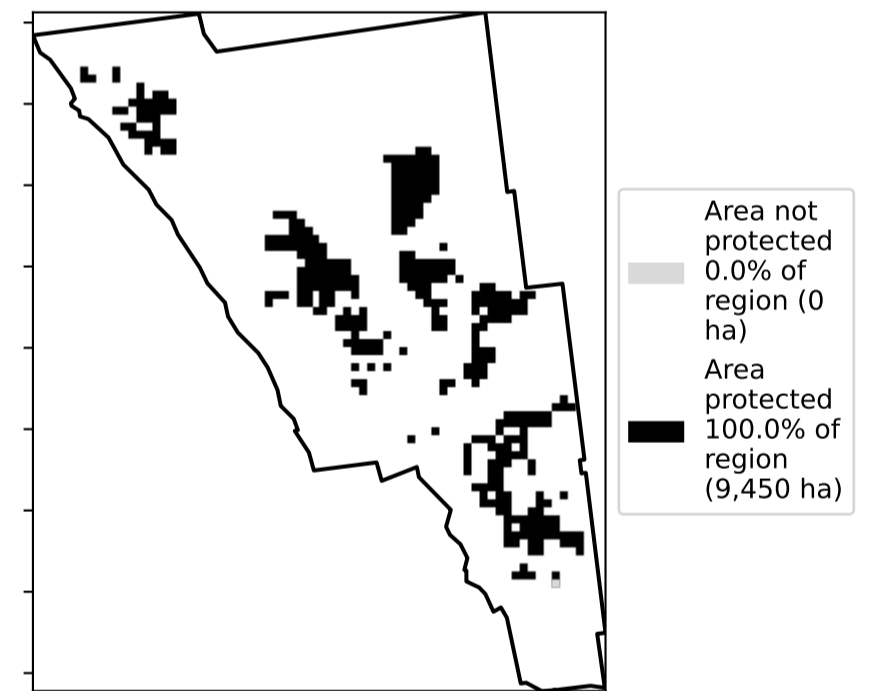 Area not
protected
0.0% of
region (0
ha)
Area
protected
100.0% of
region
(9,450 ha)